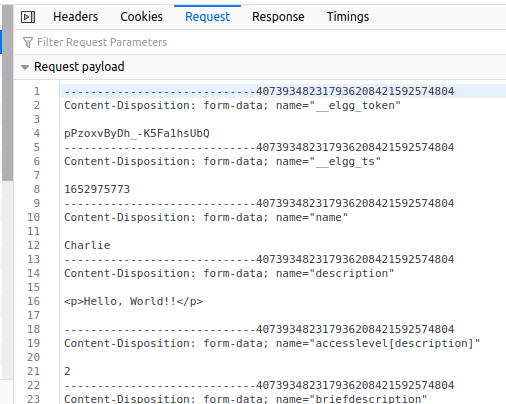 Headers Cookies Request Response Timings
Filter Request Parameters
Request payload
1 -----------------------------407393482317936208421592574804
2 Content-Disposition: form-data; name="__elgg_token"
3
4 pPzoxvByDh_-K5Fa1hsUbQ
5 -----------------------------407393482317936208421592574804
6 Content-Disposition: form-data; name="__elgg_ts"
7
8 1652975773
9 -----------------------------407393482317936208421592574804
10 Content-Disposition: form-data; name="name"
11
12 Charlie
13 -----------------------------407393482317936208421592574804
14 Content-Disposition: form-data; name="description"
15
16 <p>Hello, World!!</p>
17
18 -----------------------------407393482317936208421592574804
19 Content-Disposition: form-data; name="accesslevel[description]"
20
21 2
22 -----------------------------407393482317936208421592574804
23 Content-Disposition: form-data; name="briefdescription"